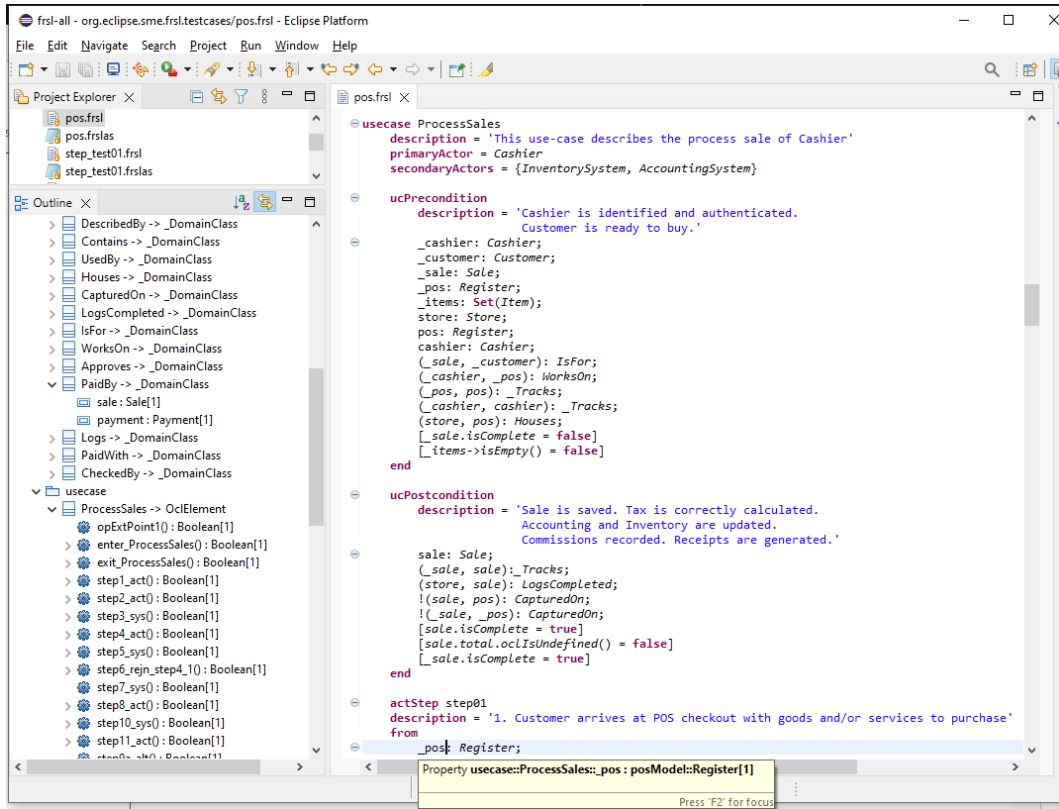 frsl-all - org.eclipse.sme.frsl.testcases/pos.frsl - Eclipse Platform
File Edit Navigate Search Project Run Window Help
Project Explorer
pos.frsl
pos.frslas
step_test01.frsl
step_test01.frslas
Outline
DescribedBy -> _DomainClass
Contains -> _DomainClass
UsedBy -> _DomainClass
Houses -> _DomainClass
CapturedOn -> _DomainClass
LogsCompleted -> _DomainClass
IsFor -> _DomainClass
WorksOn -> _DomainClass
Approves -> _DomainClass
PaidBy -> _DomainClass
sale : Sale[1]
payment : Payment[1]
Logs -> _DomainClass
PaidWith -> _DomainClass
CheckedBy -> _DomainClass
usecase
ProcessSales -> OclElement
opExtPoint1() : Boolean[1]
enter_ProcessSales() : Boolean[1]
exit_ProcessSales() : Boolean[1]
step1_act() : Boolean[1]
step2_act() : Boolean[1]
step3_sys() : Boolean[1]
step4_act() : Boolean[1]
step5_sys() : Boolean[1]
step6_rejn_step4_1() : Boolean[1]
step7_sys() : Boolean[1]
step8_act() : Boolean[1]
step10_sys() : Boolean[1]
step11_act() : Boolean[1]
pos.frsl
usecase ProcessSales
description = 'This use-case describes the process sale of Cashier'
primaryActor = Cashier
secondaryActors = {InventorySystem, AccountingSystem}
ucPrecondition
description = 'Cashier is identified and authenticated.
Customer is ready to buy.'
_cashier: Cashier;
_customer: Customer;
_sale: Sale;
_pos: Register;
_items: Set(Item);
store: Store;
pos: Register;
cashier: Cashier;
(_sale, _customer): IsFor;
(_cashier, _pos): WorksOn;
(_pos, pos): _Tracks;
(_cashier, cashier): _Tracks;
(store, pos): Houses;
[_sale.isComplete = false]
[_items->isEmpty() = false]
end
ucPostcondition
description = 'Sale is saved. Tax is correctly calculated.
Accounting and Inventory are updated.
Commissions recorded. Receipts are generated.'
sale: Sale;
(_sale, sale):_Tracks;
(store, sale): LogsCompleted;
!(sale, pos): CapturedOn;
!(_sale, _pos): CapturedOn;
[sale.isComplete = true]
[sale.total.oclIsUndefined() = false]
[_sale.isComplete = true]
end
actStep step01
description = '1. Customer arrives at POS checkout with goods and/or services to purchase'
from
_pos: Register;
Property usecase::ProcessSales::_pos : posModel::Register[1]
Press 'F2' for focus